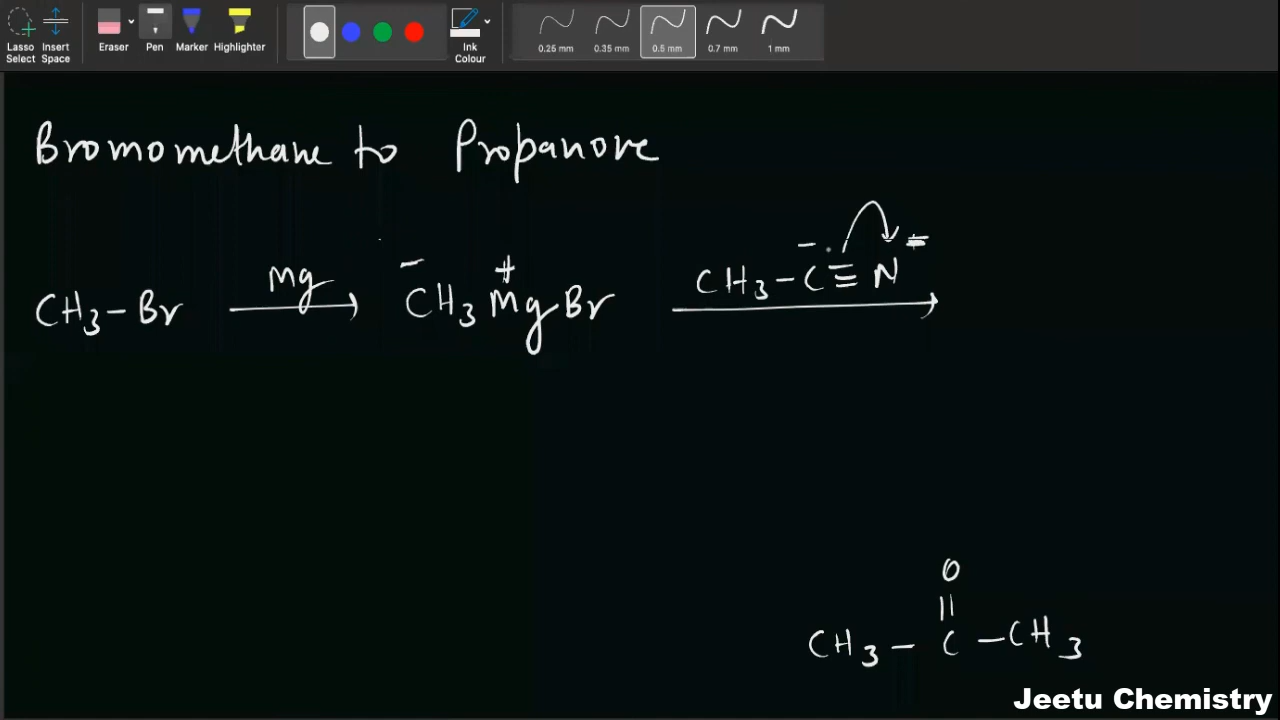 Lasso Select
Insert Space
Eraser
Pen
Marker
Highlighter
Ink Colour
0.25 mm
0.35 mm
0.5 mm
0.7 mm
1 mm
Bromomethane to Propanone
CH3-Br Mg CH3MgBr CH3-C≡N
O
||
CH3-C-CH3
Jeetu Chemistry